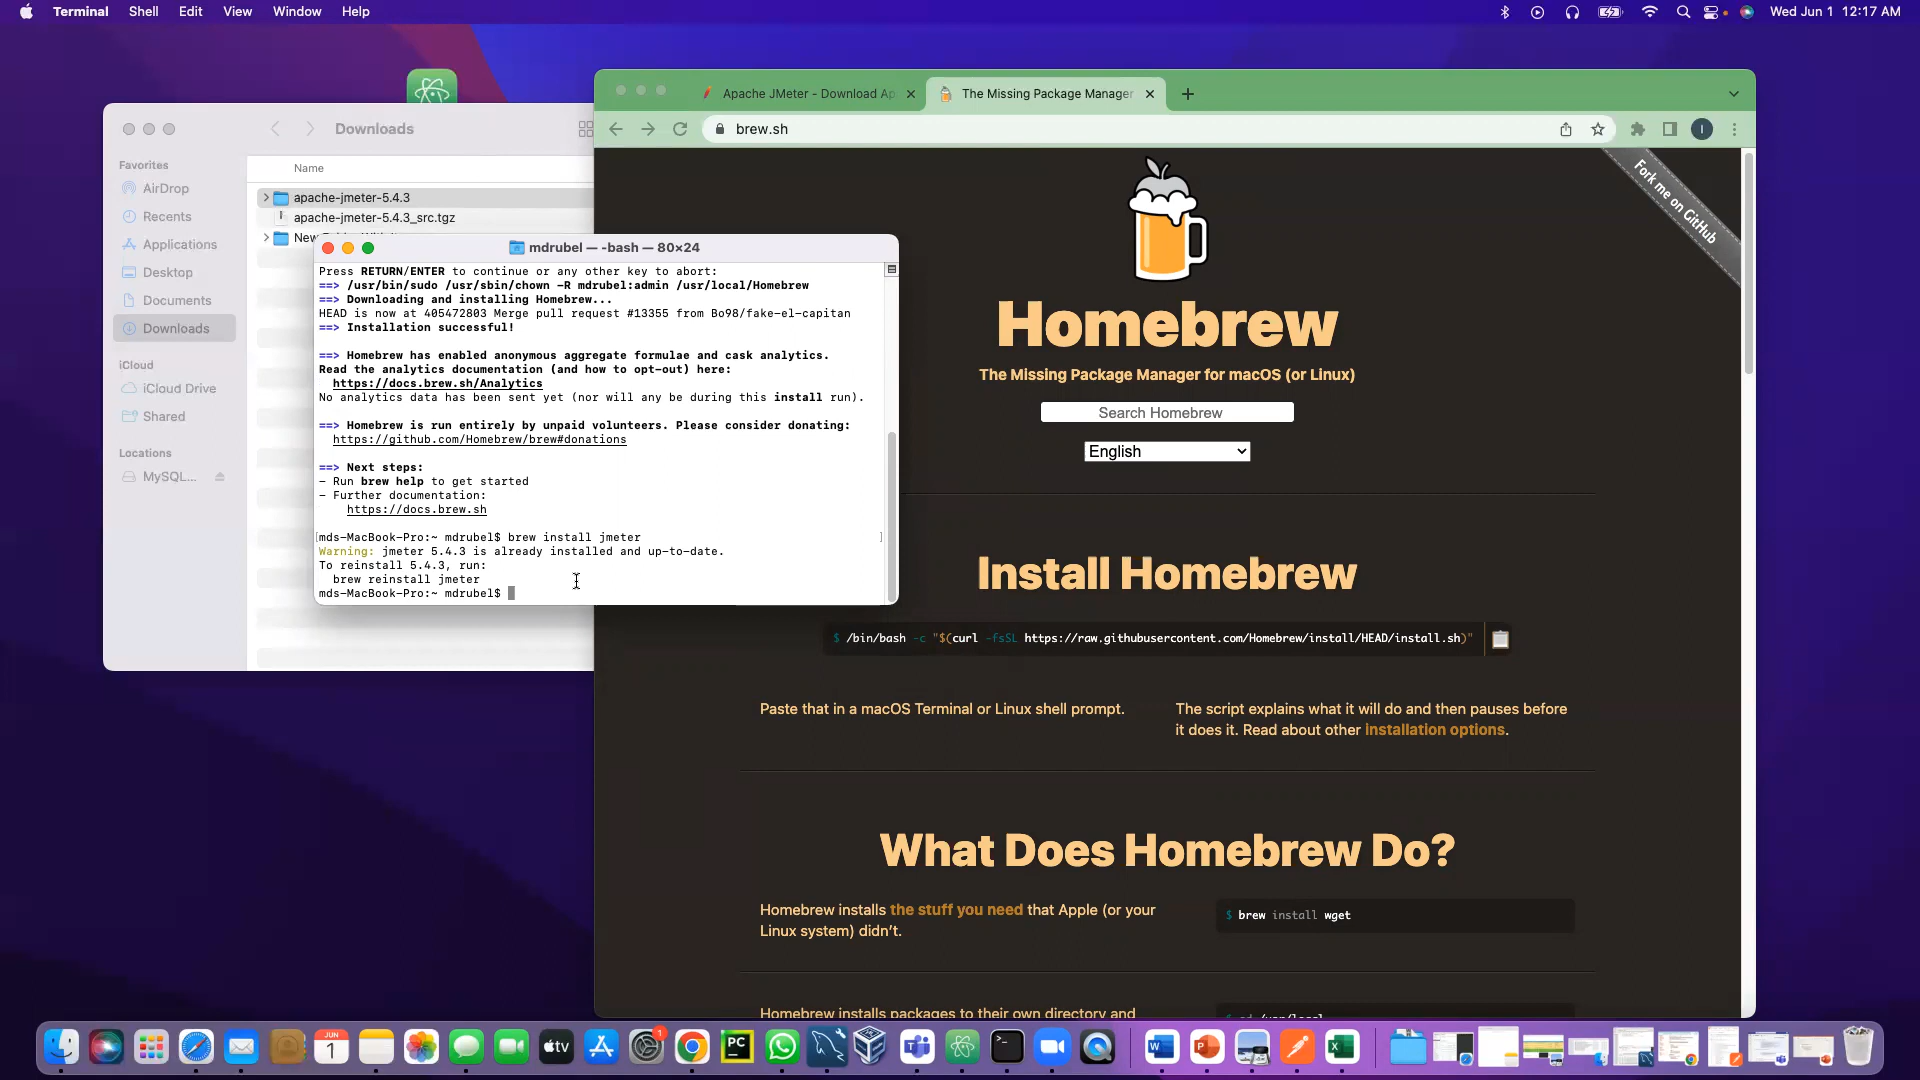 Terminal Shell Edit View Window Help
Wed Jun 1 12:17 AM
Downloads
Favorites
AirDrop
Recents
Applications
Desktop
Documents
Downloads
iCloud
iCloud Drive
Shared
Locations
MySQL...
Name
apache-jmeter-5.4.3
apache-jmeter-5.4.3_src.tgz
mdrubel — -bash — 80×24
Press RETURN/ENTER to continue or any other key to abort:
==> /usr/bin/sudo /usr/sbin/chown -R mdrubel:admin /usr/local/Homebrew
==> Downloading and installing Homebrew...
HEAD is now at 405472803 Merge pull request #13355 from Bo98/fake-el-capitan
==> Installation successful!
==> Homebrew has enabled anonymous aggregate formulae and cask analytics.
Read the analytics documentation (and how to opt-out) here:
https://docs.brew.sh/Analytics
No analytics data has been sent yet (nor will any be during this install run).
==> Homebrew is run entirely by unpaid volunteers. Please consider donating:
https://github.com/Homebrew/brew#donations
==> Next steps:
- Run brew help to get started
- Further documentation:
https://docs.brew.sh
[mds-MacBook-Pro:~ mdrubel$ brew install jmeter ]
Warning: jmeter 5.4.3 is already installed and up-to-date.
To reinstall 5.4.3, run:
brew reinstall jmeter
mds-MacBook-Pro:~ mdrubel$
Apache JMeter - Download Ap
The Missing Package Manager
brew.sh
I
Fork me on GitHub
Homebrew
The Missing Package Manager for macOS (or Linux)
Search Homebrew
English
Install Homebrew
$ /bin/bash -c "$(curl -fsSL https://raw.githubusercontent.com/Homebrew/install/HEAD/install.sh)"
Paste that in a macOS Terminal or Linux shell prompt.
The script explains what it will do and then pauses before
it does it. Read about other installation options.
What Does Homebrew Do?
Homebrew installs the stuff you need that Apple (or your
Linux system) didn't.
$ brew install wget
Homebrew installs packages to their own directory and
JUN
1
tv
1
PC